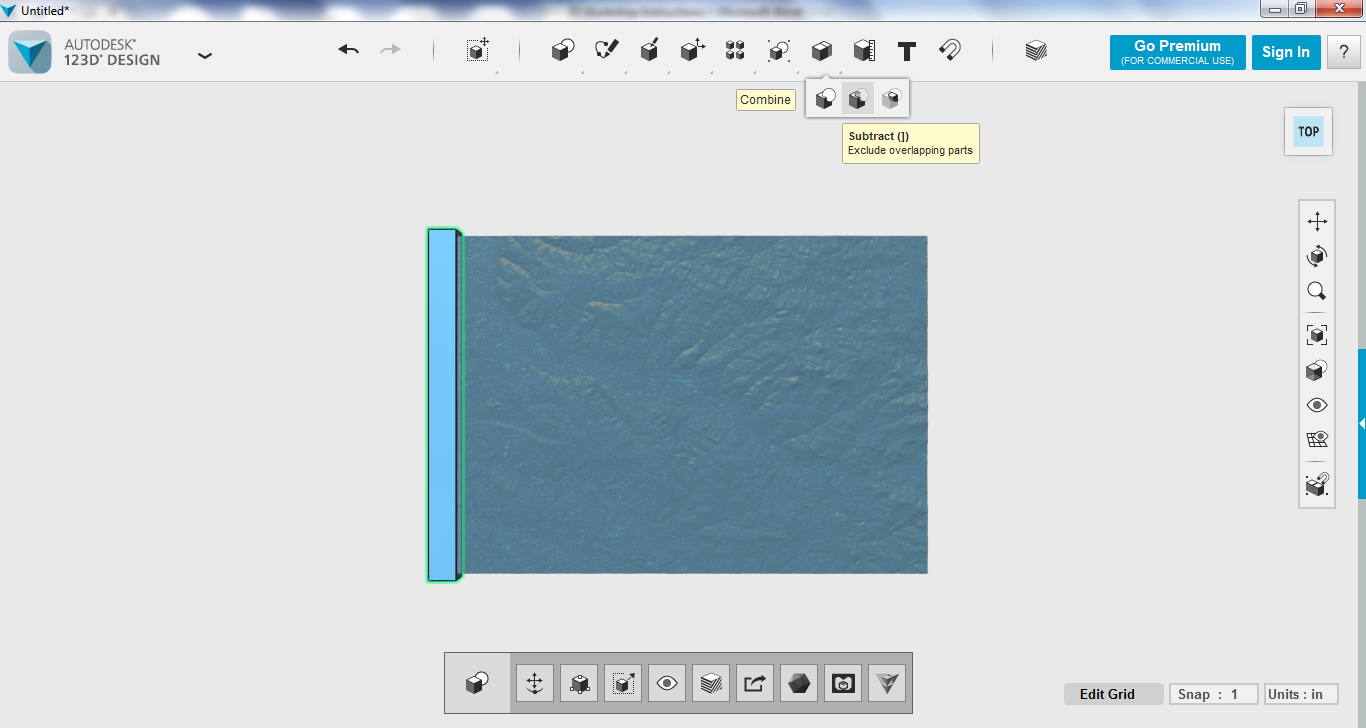 Untitled*
AUTODESK®
123D® DESIGN
T
Go Premium
(FOR COMMERCIAL USE)
Sign In
?
Combine
Subtract (])
Exclude overlapping parts
TOP
Edit Grid
Snap : 1
Units : in